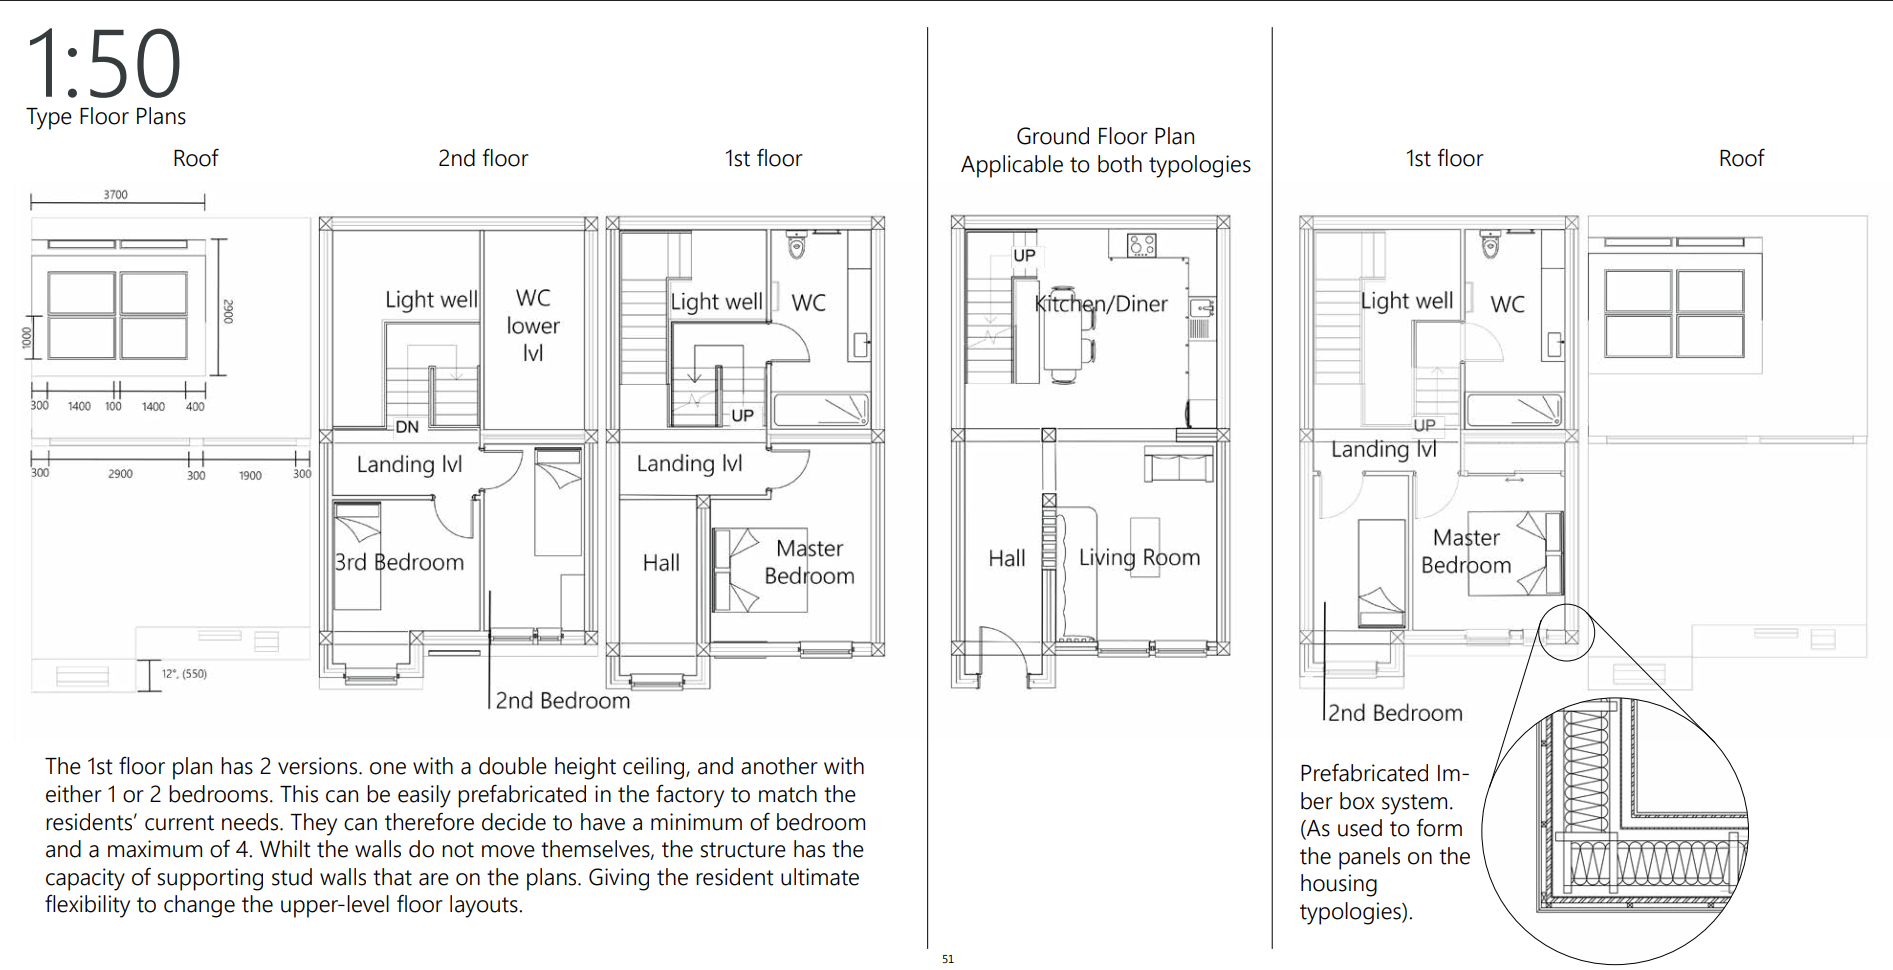 1:50
Type Floor Plans
Roof
2nd floor
1st floor
Ground Floor Plan
Applicable to both typologies
1st floor
Roof
3700
2900
1000
300 1400 100 1400 400
300 2900 300 1900 300
12°, (550)
Light well
WC
lower
lvl
DN
Landing lvl
3rd Bedroom
2nd Bedroom
Light well
WC
UP
Landing lvl
Hall
Master
Bedroom
UP
Kitchen/Diner
Hall
Living Room
Light well
WC
UP
Landing lvl
Master
Bedroom
2nd Bedroom
The 1st floor plan has 2 versions. one with a double height ceiling, and another with
either 1 or 2 bedrooms. This can be easily prefabricated in the factory to match the
residents’ current needs. They can therefore decide to have a minimum of bedroom
and a maximum of 4. Whilt the walls do not move themselves, the structure has the
capacity of supporting stud walls that are on the plans. Giving the resident ultimate
flexibility to change the upper-level floor layouts.
Prefabricated Im-
ber box system.
(As used to form
the panels on the
housing
typologies).
51